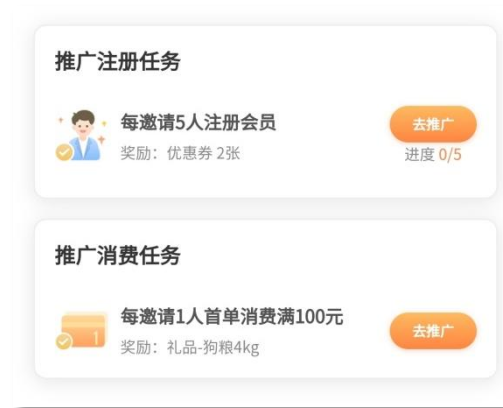 推广注册任务
每邀请5人注册会员
奖励：优惠券 2张
去推广
进度 0/5
推广消费任务
每邀请1人首单消费满100元
奖励：礼品-狗粮4kg
1
去推广